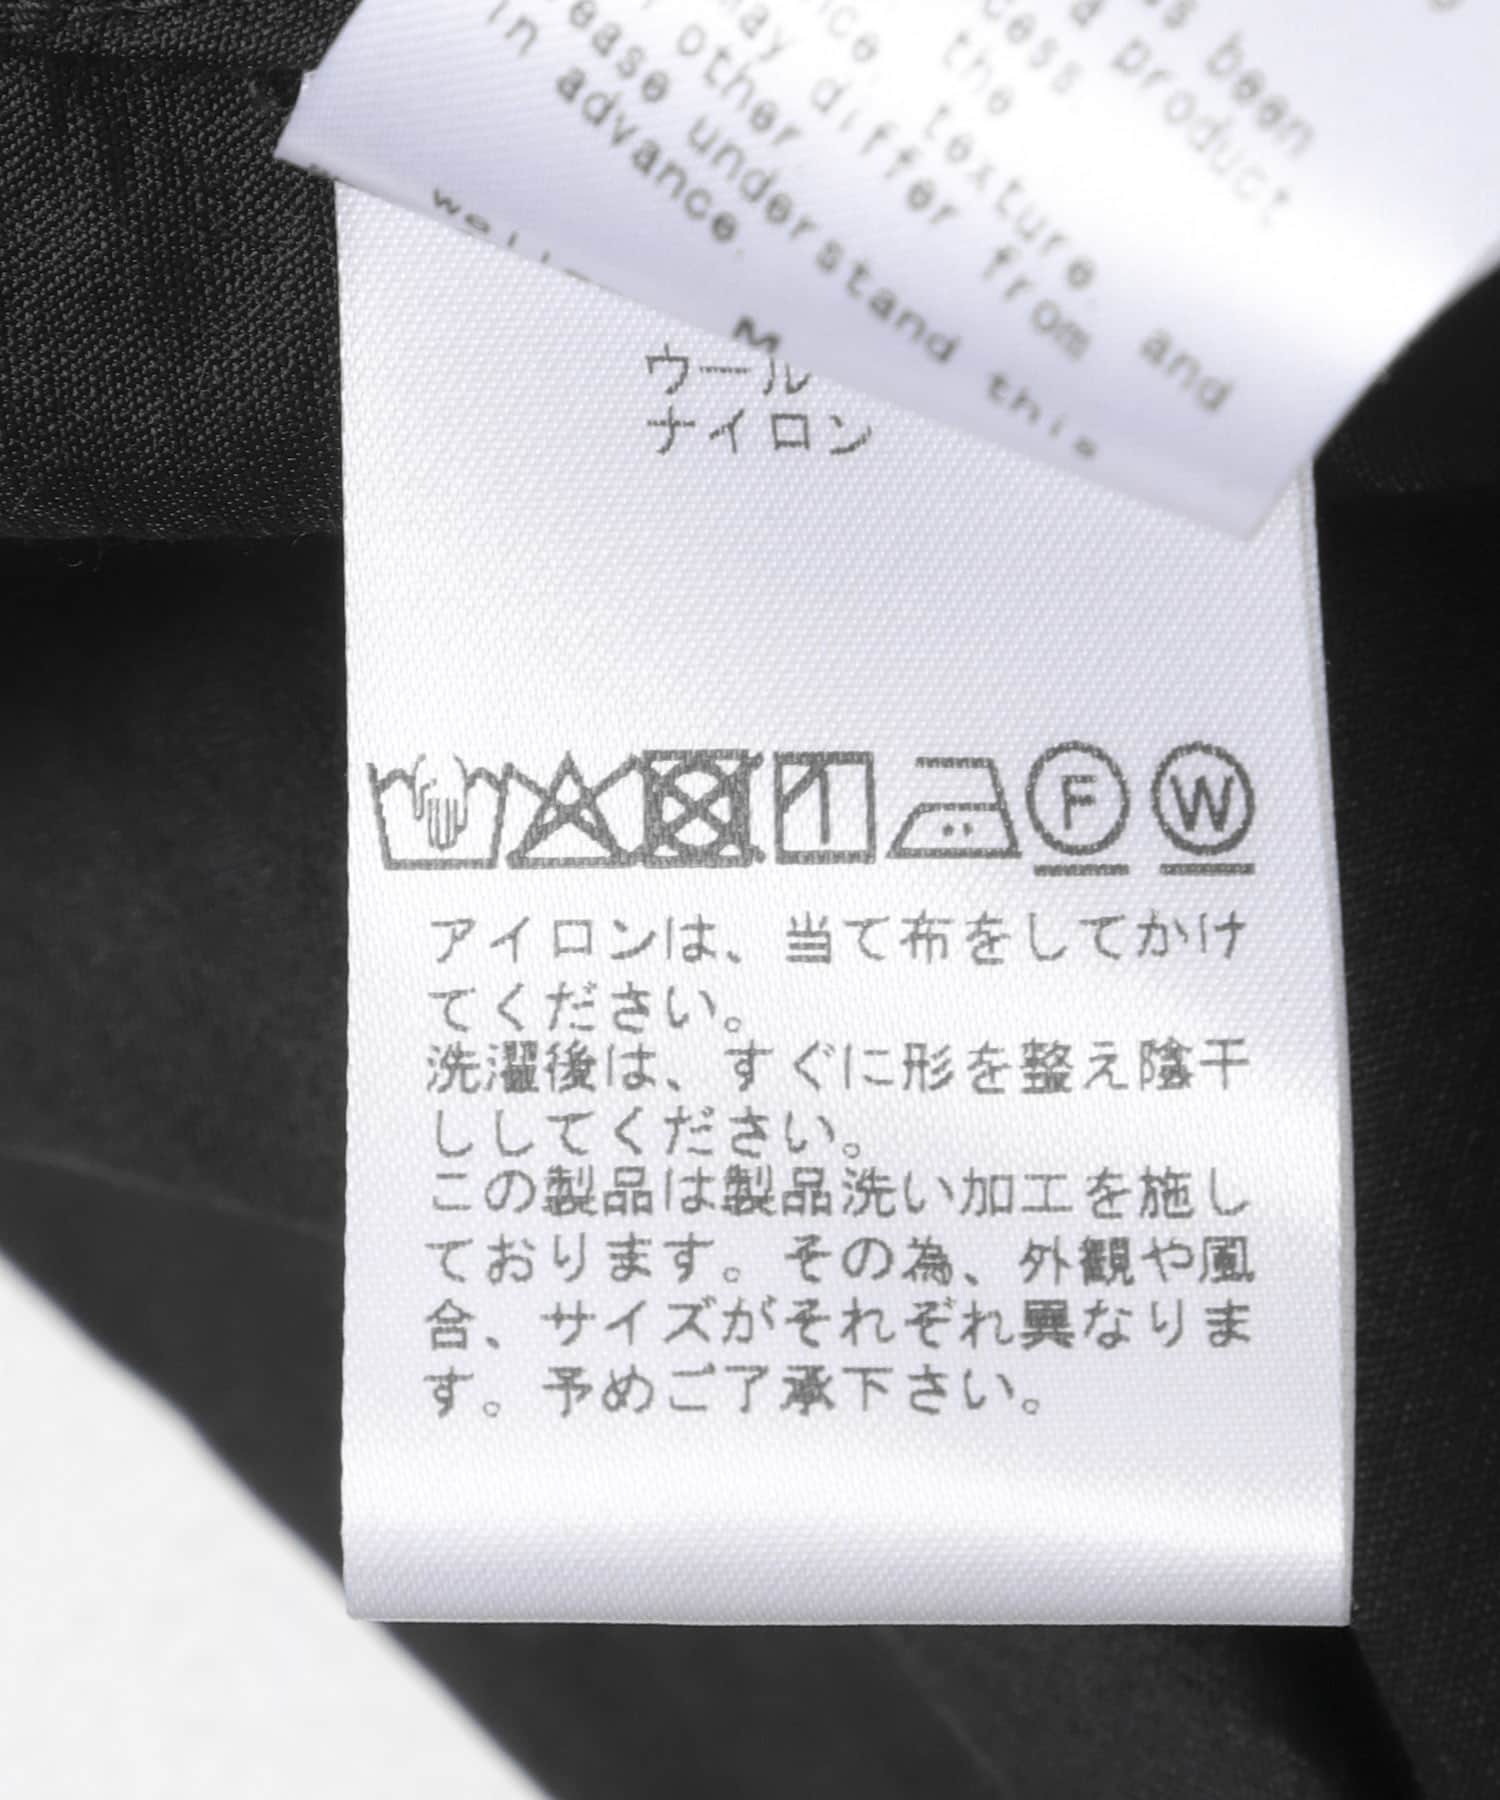 been
a product
cess.
the
texture.
may differ from and
other
ease understand this
in advance.
M
ウール
ナイロン
F W
アイロンは、当て布をしてかけ
てください。
洗濯後は、すぐに形を整え陰干
ししてください。
この製品は製品洗い加工を施し
ております。その為、外観や風
合、サイズがそれぞれ異なりま
す。予めご了承下さい。